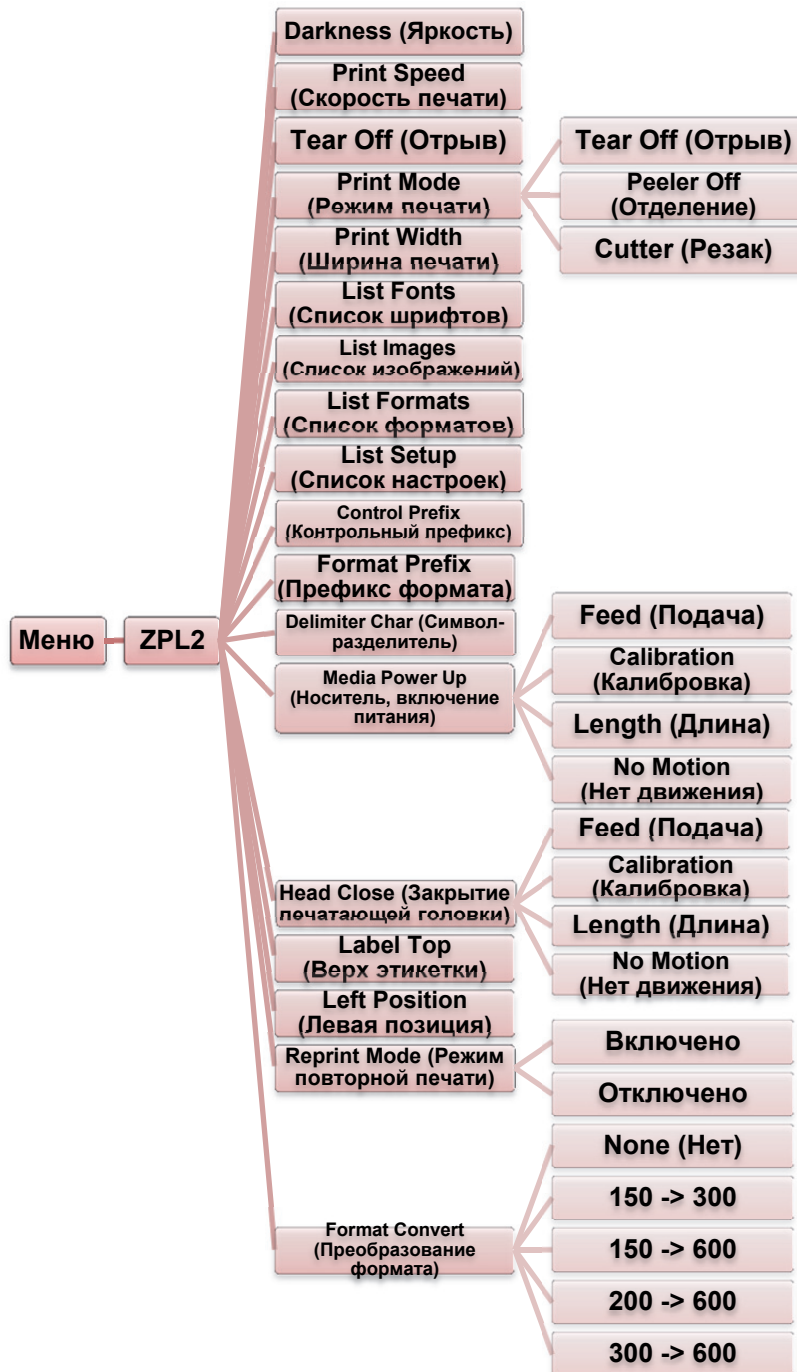 Darkness (Яркость)
Print Speed
(Скорость печати)
Tear Off (Отрыв)
Print Mode
(Режим печати)
Tear Off (Отрыв)
Peeler Off
(Отделение)
Cutter (Резак)
Print Width
(Ширина печати)
List Fonts
(Список шрифтов)
List Images
(Список изображений)
List Formats
(Список форматов)
List Setup
(Список настроек)
Control Prefix
(Контрольный префикс)
Format Prefix
(Префикс формата)
Меню
ZPL2
Delimiter Char (Символ-
разделитель)
Media Power Up
(Носитель, включение
питания)
Feed (Подача)
Calibration
(Калибровка)
Length (Длина)
No Motion
(Нет движения)
Head Close (Закрытие
печатающей головки)
Feed (Подача)
Calibration
(Калибровка)
Length (Длина)
No Motion
(Нет движения)
Label Top
(Верх этикетки)
Left Position
(Левая позиция)
Reprint Mode (Режим
повторной печати)
Включено
Отключено
Format Convert
(Преобразование
формата)
None (Нет)
150 -> 300
150 -> 600
200 -> 600
300 -> 600